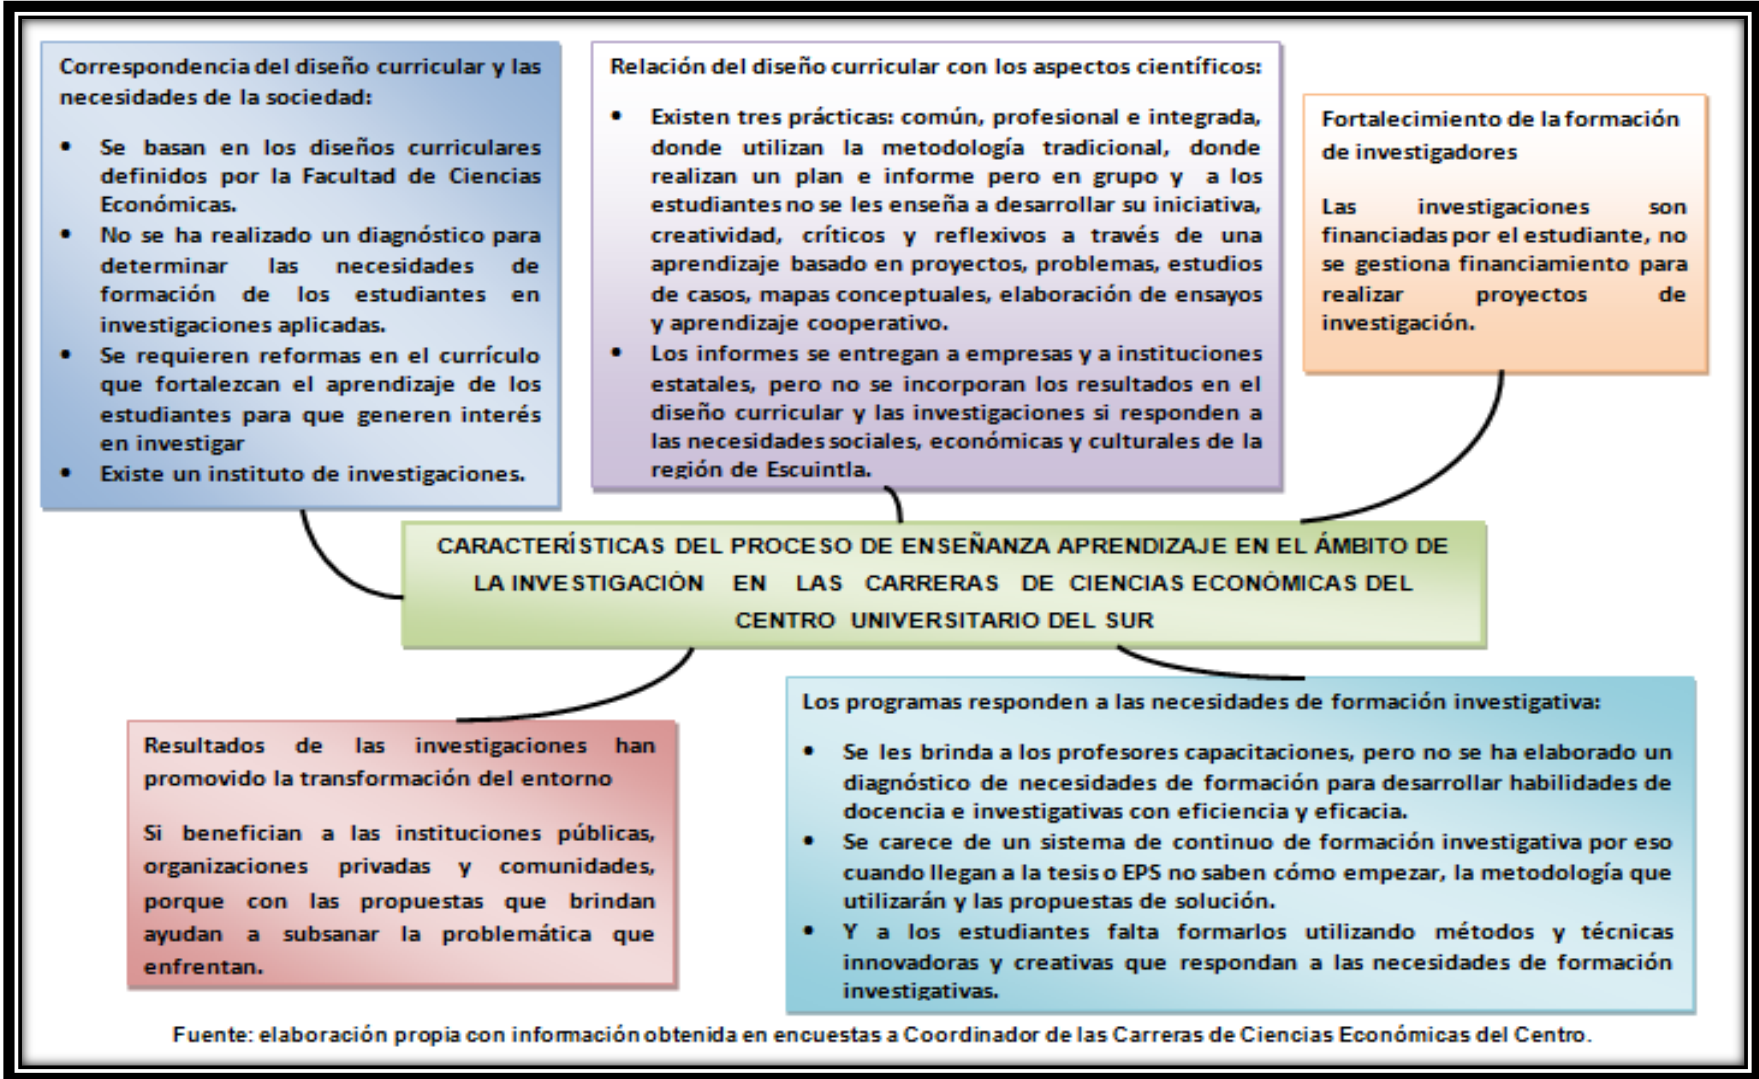 Correspondencia del diseño curricular y las
necesidades de la sociedad:
• Se basan en los diseños curriculares
definidos por la Facultad de Ciencias
Económicas.
• No se ha realizado un diagnóstico para
determinar las necesidades de
formación de los estudiantes en
investigaciones aplicadas.
• Se requieren reformas en el currículo
que fortalezcan el aprendizaje de los
estudiantes para que generen interés
en investigar
• Existe un instituto de investigaciones.
Relación del diseño curricular con los aspectos científicos:
• Existen tres prácticas: común, profesional e integrada,
donde utilizan la metodología tradicional, donde
realizan un plan e informe pero en grupo y a los
estudiantes no se les enseña a desarrollar su iniciativa,
creatividad, críticos y reflexivos a través de una
aprendizaje basado en proyectos, problemas, estudios
de casos, mapas conceptuales, elaboración de ensayos
y aprendizaje cooperativo.
• Los informes se entregan a empresas y a instituciones
estatales, pero no se incorporan los resultados en el
diseño curricular y las investigaciones si responden a
las necesidades sociales, económicas y culturales de la
región de Escuintla.
Fortalecimiento de la formación
de investigadores
Las investigaciones son
financiadas por el estudiante, no
se gestiona financiamiento para
realizar proyectos de
investigación.
CARACTERÍSTICAS DEL PROCESO DE ENSEÑANZA APRENDIZAJE EN EL ÁMBITO DE
LA INVESTIGACIÓN EN LAS CARRERAS DE CIENCIAS ECONÓMICAS DEL
CENTRO UNIVERSITARIO DEL SUR
Resultados de las investigaciones han
promovido la transformación del entorno
Si benefician a las instituciones públicas,
organizaciones privadas y comunidades,
porque con las propuestas que brindan
ayudan a subsanar la problemática que
enfrentan.
Los programas responden a las necesidades de formación investigativa:
• Se les brinda a los profesores capacitaciones, pero no se ha elaborado un
diagnóstico de necesidades de formación para desarrollar habilidades de
docencia e investigativas con eficiencia y eficacia.
• Se carece de un sistema de continuo de formación investigativa por eso
cuando llegan a la tesis o EPS no saben cómo empezar, la metodología que
utilizarán y las propuestas de solución.
• Y a los estudiantes falta formarlos utilizando métodos y técnicas
innovadoras y creativas que respondan a las necesidades de formación
investigativas.
Fuente: elaboración propia con información obtenida en encuestas a Coordinador de las Carreras de Ciencias Económicas del Centro.